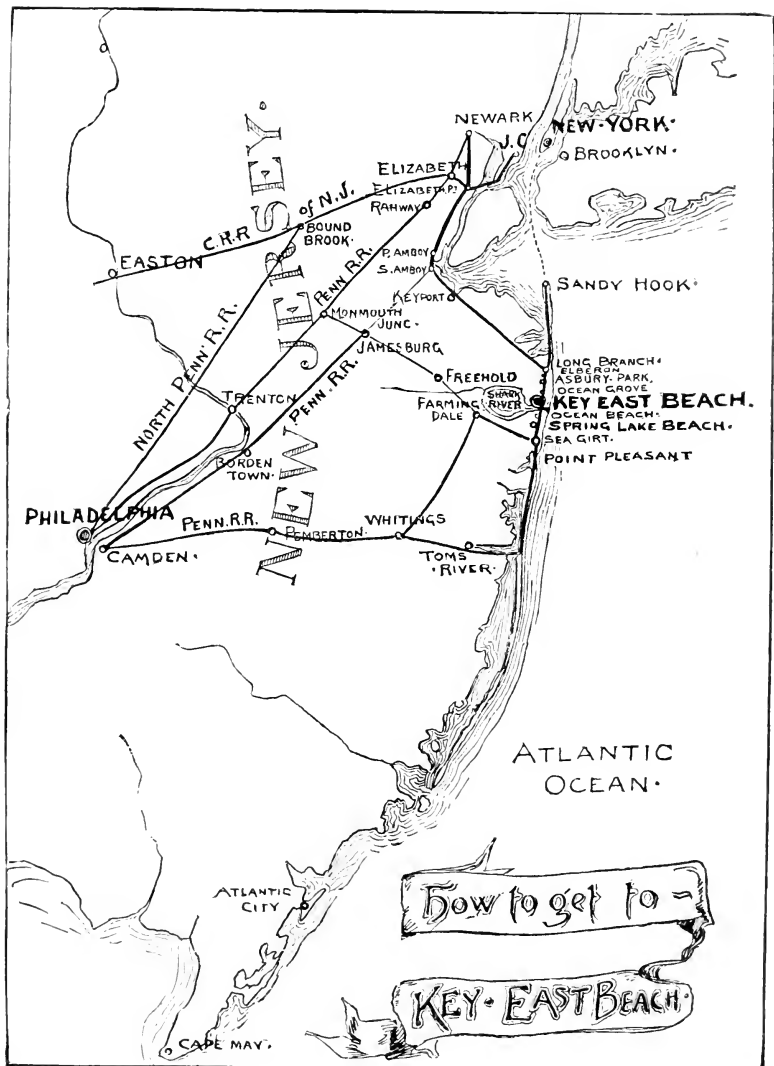 NEWARK
J.C
NEW·YORK·
BROOKLYN·
ELIZABETH
ELIZABETH Pt
RAHWAY
NEW JERSEY.
C.R.R of N.J.
BOUND
BROOK·
EASTON
PENN R.R.
NORTH PENN· R.R.
P. AMBOY
S. AMBOY
KEYPORT
SANDY HOOK·
MONMOUTH
JUNC.
JAMESBURG
PENN. R.R.
FREEHOLD
LONG BRANCH·
ELBERON
ASBURY·PARK.
OCEAN GROVE
SHARK
RIVER
KEY EAST BEACH.
OCEAN BEACH·
SPRING LAKE BEACH·
SEA GIRT.
POINT PLEASANT
FARMING
DALE
TRENTON
BORDEN
TOWN·
PHILADELPHIA
CAMDEN·
PENN. R.R.
PEMBERTON·
WHITINGS
TOMS
RIVER·
ATLANTIC
OCEAN·
ATLANTIC
CITY
CAPE MAY·
How to get to –
KEY· EAST BEACH·